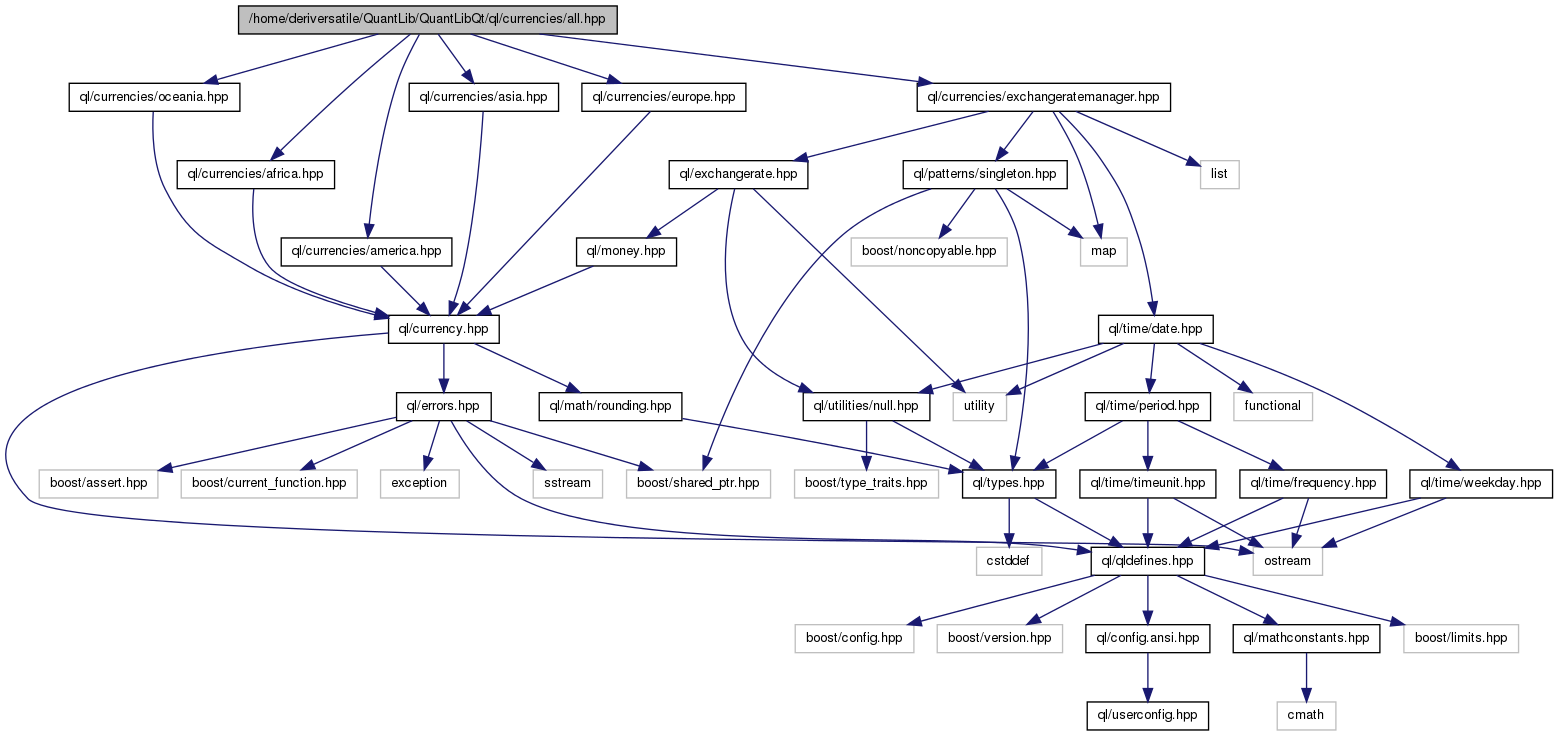 /home/deriversatile/QuantLib/QuantLibQt/ql/currencies/all.hpp
ql/currencies/oceania.hpp
ql/currencies/asia.hpp
ql/currencies/europe.hpp
ql/currencies/exchangeratemanager.hpp
ql/currencies/africa.hpp
ql/exchangerate.hpp
ql/patterns/singleton.hpp
list
ql/currencies/america.hpp
ql/money.hpp
boost/noncopyable.hpp
map
ql/currency.hpp
ql/time/date.hpp
ql/errors.hpp
ql/math/rounding.hpp
ql/utilities/null.hpp
utility
ql/time/period.hpp
functional
boost/assert.hpp
boost/current_function.hpp
exception
sstream
boost/shared_ptr.hpp
boost/type_traits.hpp
ql/types.hpp
ql/time/timeunit.hpp
ql/time/frequency.hpp
ql/time/weekday.hpp
cstddef
ql/qldefines.hpp
ostream
boost/config.hpp
boost/version.hpp
ql/config.ansi.hpp
ql/mathconstants.hpp
boost/limits.hpp
ql/userconfig.hpp
cmath